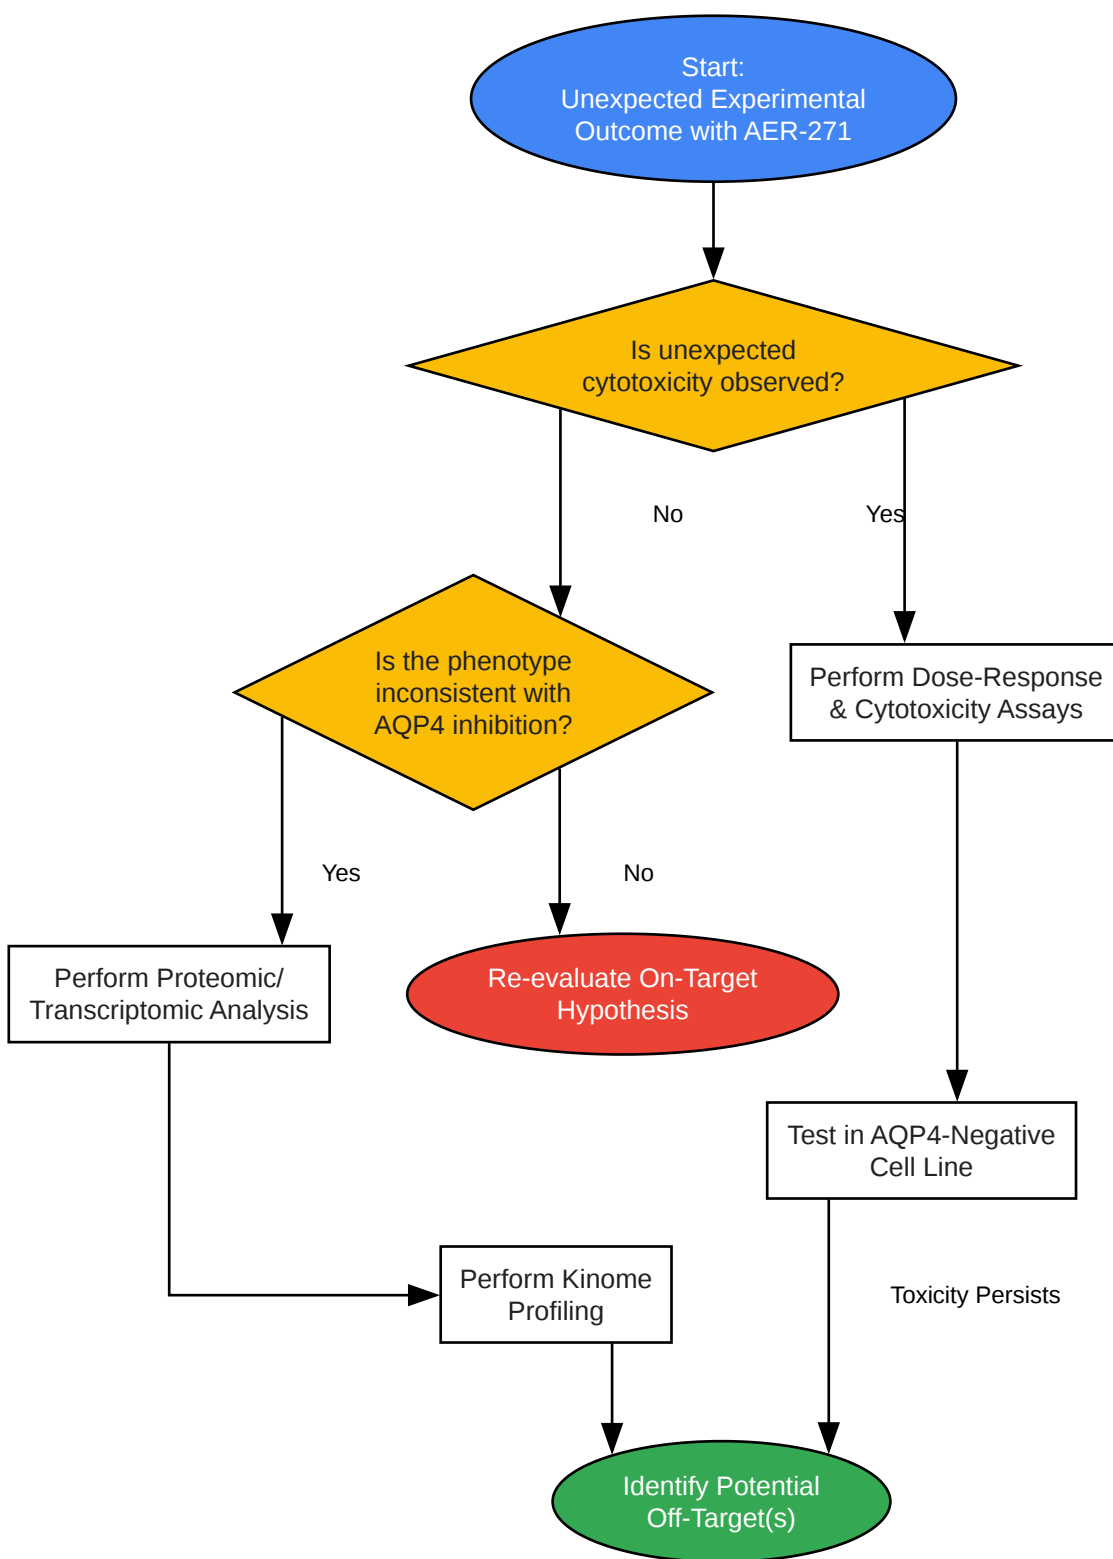 Start:
Unexpected Experimental
Outcome with AER-271
Is unexpected
cytotoxicity observed?
No
Yes
Is the phenotype
inconsistent with
AQP4 inhibition?
Perform Dose-Response
& Cytotoxicity Assays
Yes
No
Perform Proteomic/
Transcriptomic Analysis
Re-evaluate On-Target
Hypothesis
Test in AQP4-Negative
Cell Line
Perform Kinome
Profiling
Toxicity Persists
Identify Potential
Off-Target(s)